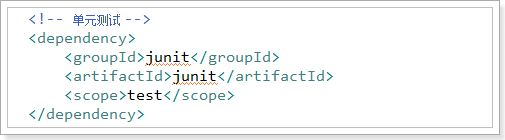 <!-- 单元测试 -->
<dependency>
<groupId>junit</groupId>
<artifactId>junit</artifactId>
<scope>test</scope>
</dependency>